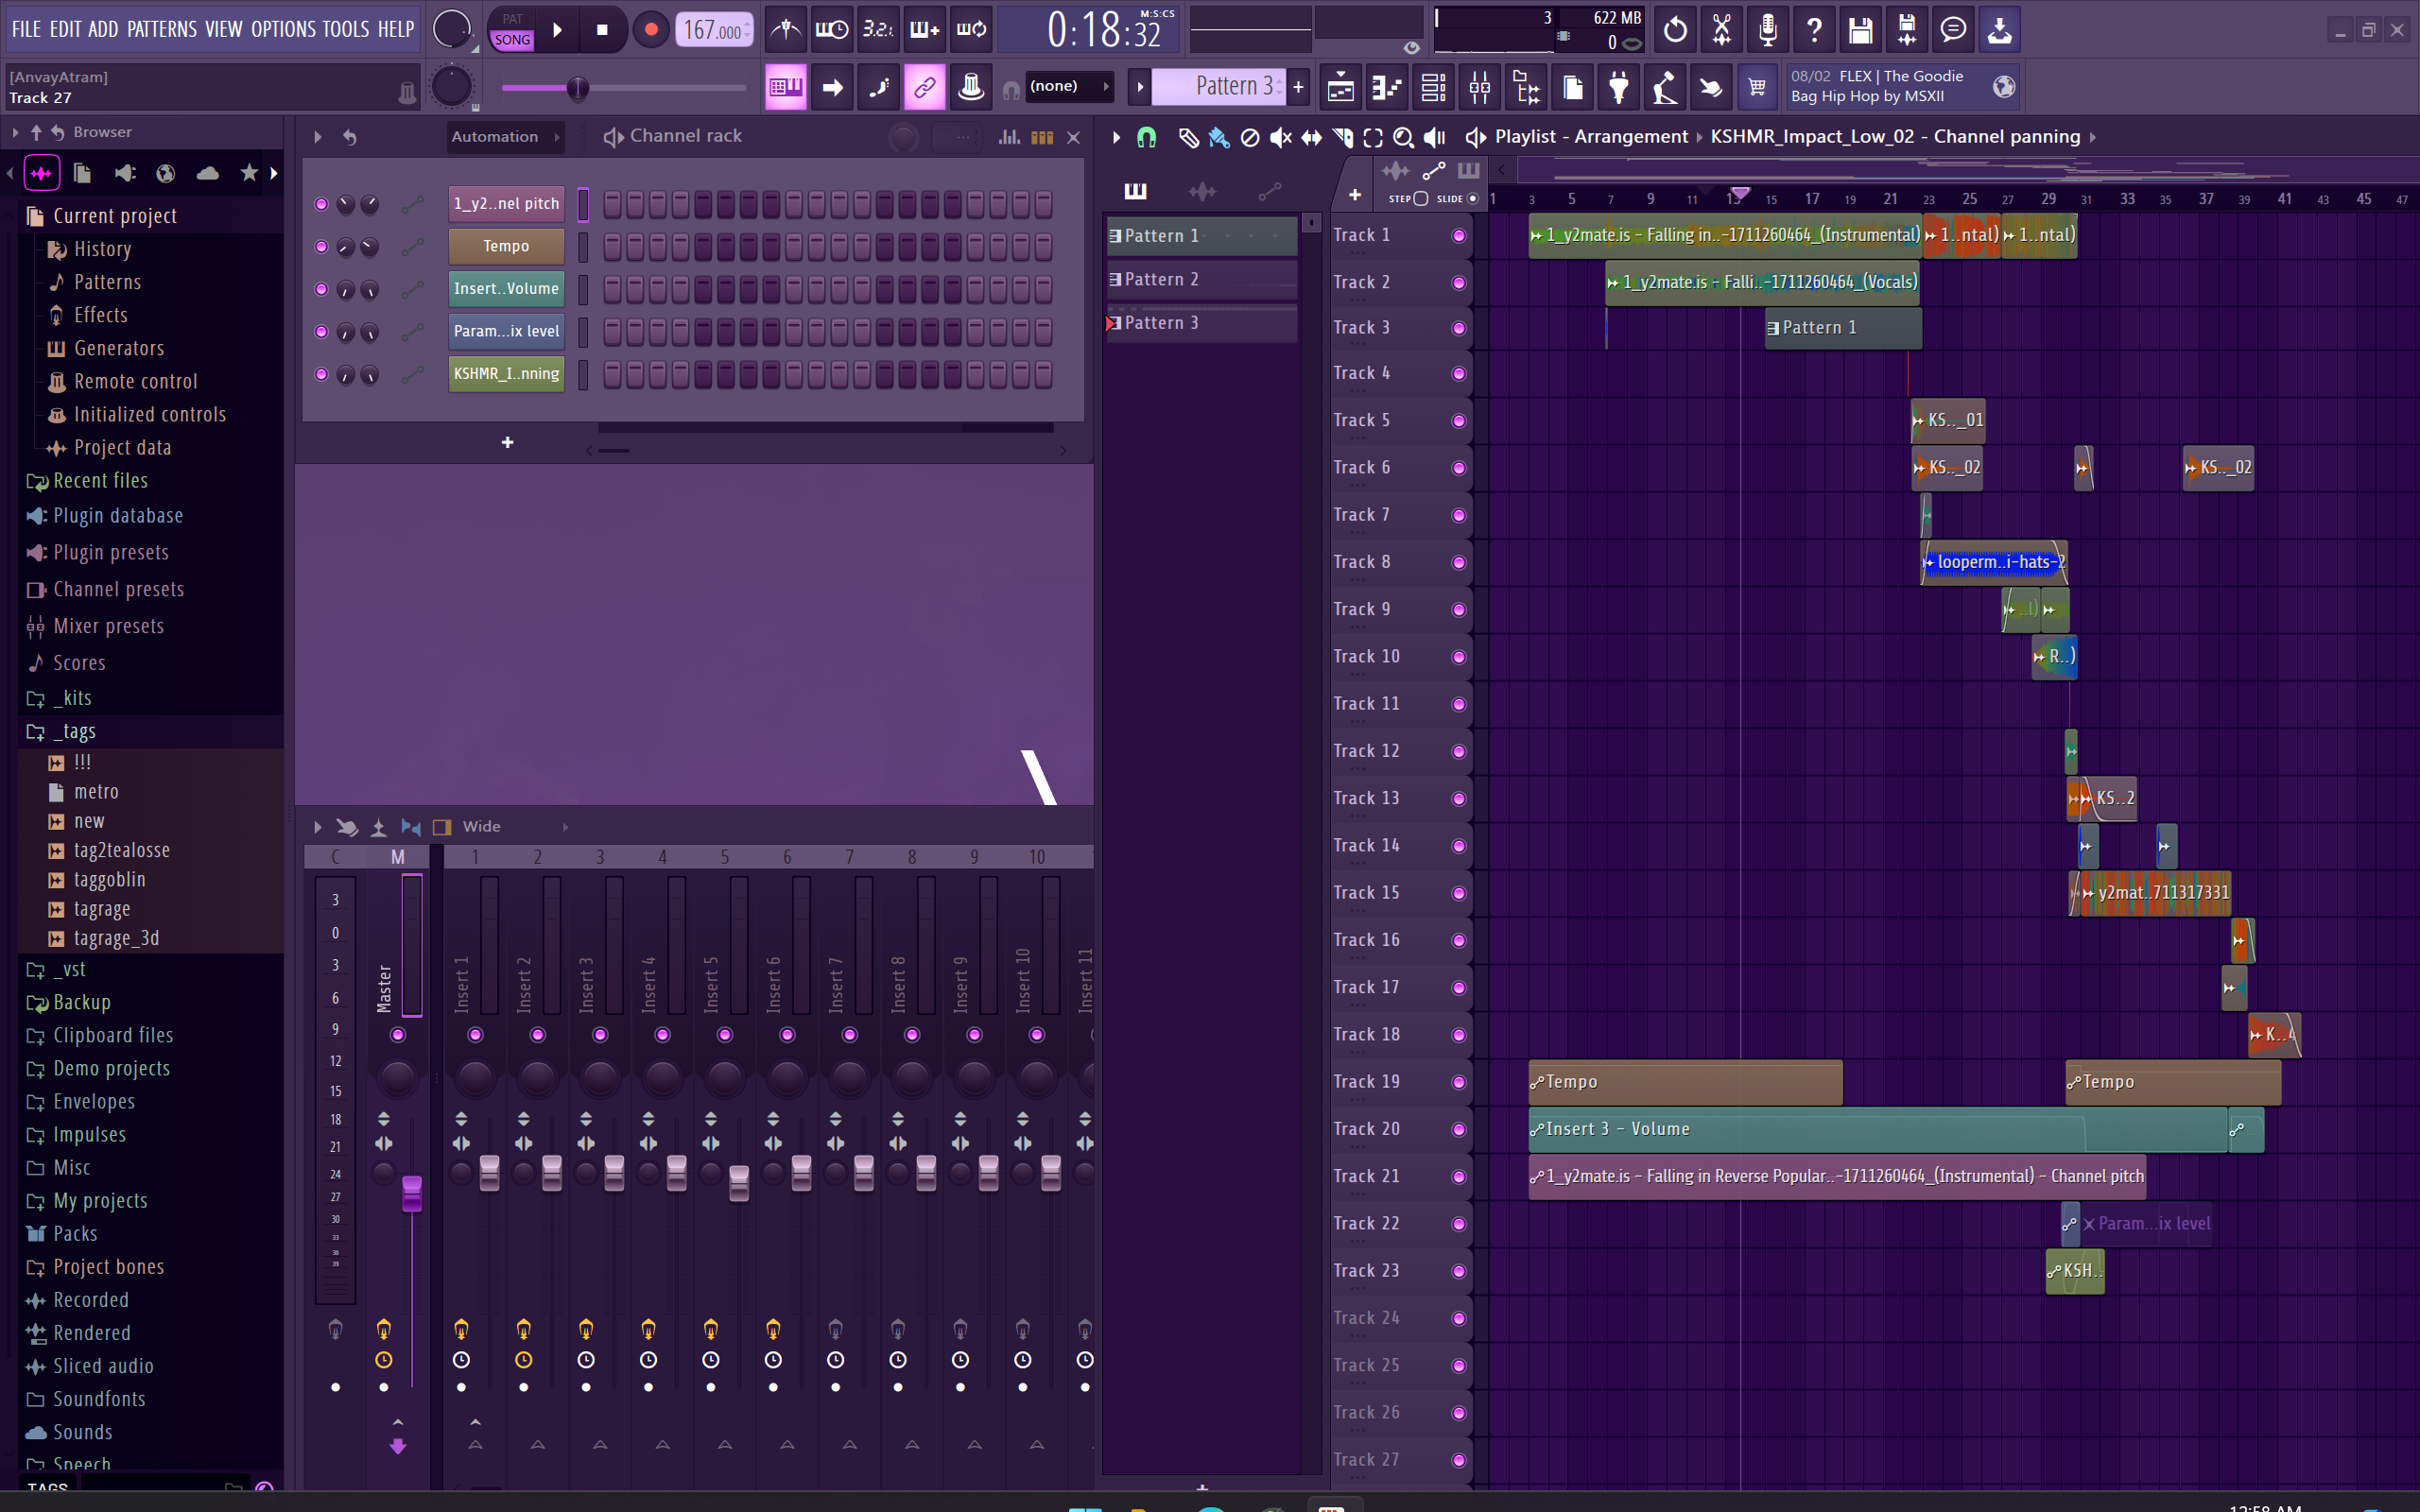 FILE EDIT ADD PATTERNS VIEW OPTIONS TOOLS HELP
PAT
SONG
167.000
3.2.1.
M:S:CS
0:18:32
3
622 MB
0
[AnvayAtram]
Track 27
(none)
Pattern 3
08/02 FLEX | The Goodie
Bag Hip Hop by MSXII
Browser
Current project
History
Patterns
Effects
Generators
Remote control
Initialized controls
Project data
Recent files
Plugin database
Plugin presets
Channel presets
Mixer presets
Scores
_kits
_tags
!!!
metro
new
tag2tealosse
taggoblin
tagrage
tagrage_3d
_vst
Backup
Clipboard files
Demo projects
Envelopes
Impulses
Misc
My projects
Packs
Project bones
Recorded
Rendered
Sliced audio
Soundfonts
Sounds
Speech
TAGS
Automation
Channel rack
1_y2..nel pitch
Tempo
Insert..Volume
Param...ix level
KSHMR_I..nning
Wide
C M 1 2 3 4 5 6 7 8 9 10
3
0
3
6
9
12
15
18
21
24
27
30
33
36
39
Master
Insert 1
Insert 2
Insert 3
Insert 4
Insert 5
Insert 6
Insert 7
Insert 8
Insert 9
Insert 10
Insert 11
Playlist - Arrangement KSHMR_Impact_Low_02 - Channel panning
STEP SLIDE
1 3 5 7 9 11 13 15 17 19 21 23 25 27 29 31 33 35 37 39 41 43 45 47
Pattern 1
Pattern 2
Pattern 3
Track 1
1_y2mate.is - Falling in..-1711260464_(Instrumental)
1..ntal)
1..ntal)
Track 2
1_y2mate.is - Falli..-1711260464_(Vocals)
Track 3
Pattern 1
Track 4
Track 5
KS.._01
Track 6
KS.._02
KS.._02
Track 7
Track 8
looperm..i-hats-2
Track 9
..l)
Track 10
R..)
Track 11
Track 12
Track 13
KS..2
Track 14
Track 15
y2mat..711317331
Track 16
Track 17
Track 18
K..4
Track 19
Tempo
Tempo
Track 20
Insert 3 - Volume
Track 21
1_y2mate.is - Falling in Reverse Popular..-1711260464_(Instrumental) - Channel pitch
Track 22
Param...ix level
Track 23
KSH..
Track 24
Track 25
Track 26
Track 27
12:58 AM